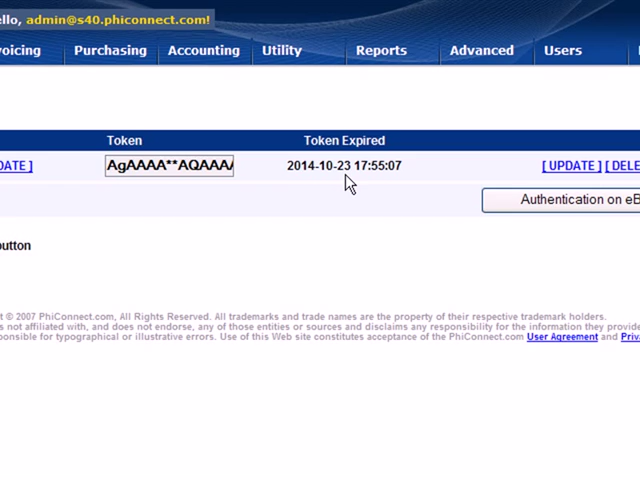 ello, admin@s40.phiconnect.com!
voicing Purchasing Accounting Utility Reports Advanced Users
Token Token Expired
DATE ] AgAAAA**AQAAAA 2014-10-23 17:55:07 [ UPDATE ] [ DELE
Authentication on eB
button
t © 2007 PhiConnect.com, All Rights Reserved. All trademarks and trade names are the property of their respective trademark holders.
s not affiliated with, and does not endorse, any of those entities or sources and disclaims any responsibility for the information they provide
ponsible for typographical or illustrative errors. Use of this Web site constitutes acceptance of the PhiConnect.com User Agreement and Priva